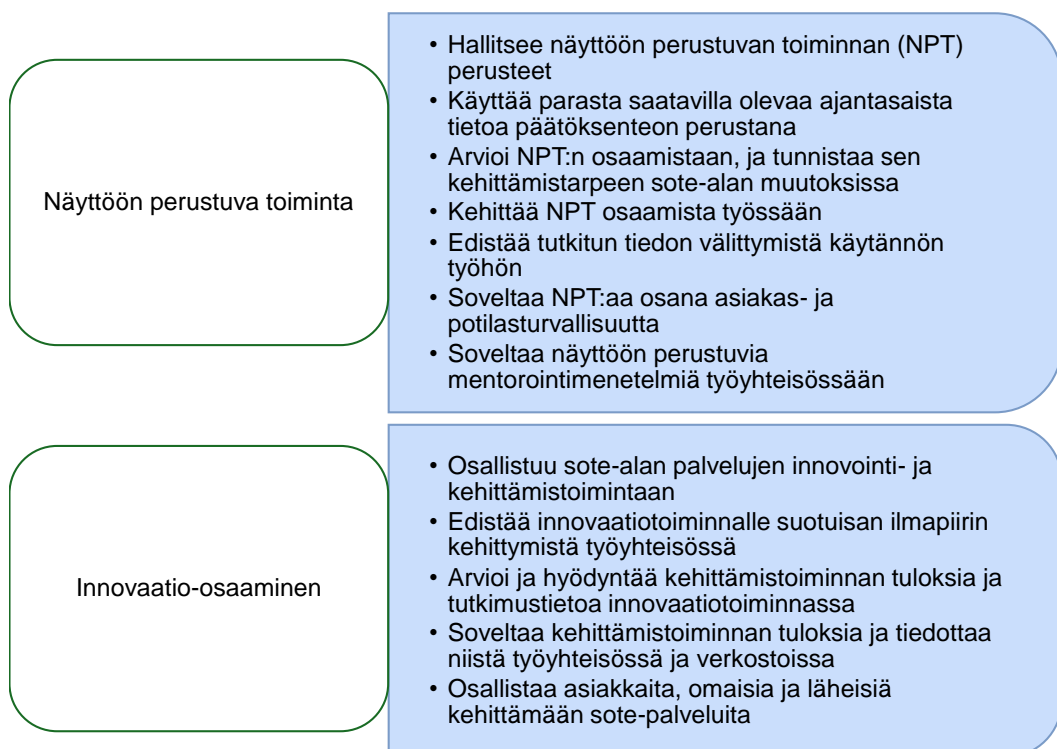 Näyttöön perustuva toiminta
• Hallitsee näyttöön perustuvan toiminnan (NPT)
perusteet
• Käyttää parasta saatavilla olevaa ajantasaista
tietoa päätöksenteon perustana
• Arvioi NPT:n osaamistaan, ja tunnistaa sen
kehittämistarpeen sote-alan muutoksissa
• Kehittää NPT osaamista työssään
• Edistää tutkitun tiedon välittymistä käytännön
työhön
• Soveltaa NPT:aa osana asiakas- ja
potilasturvallisuutta
• Soveltaa näyttöön perustuvia
mentorointimenetelmiä työyhteisössään
Innovaatio-osaaminen
• Osallistuu sote-alan palvelujen innovointi- ja
kehittämistoimintaan
• Edistää innovaatiotoiminnalle suotuisan ilmapiirin
kehittymistä työyhteisössä
• Arvioi ja hyödyntää kehittämistoiminnan tuloksia ja
tutkimustietoa innovaatiotoiminnassa
• Soveltaa kehittämistoiminnan tuloksia ja tiedottaa
niistä työyhteisössä ja verkostoissa
• Osallistaa asiakkaita, omaisia ja läheisiä
kehittämään sote-palveluita